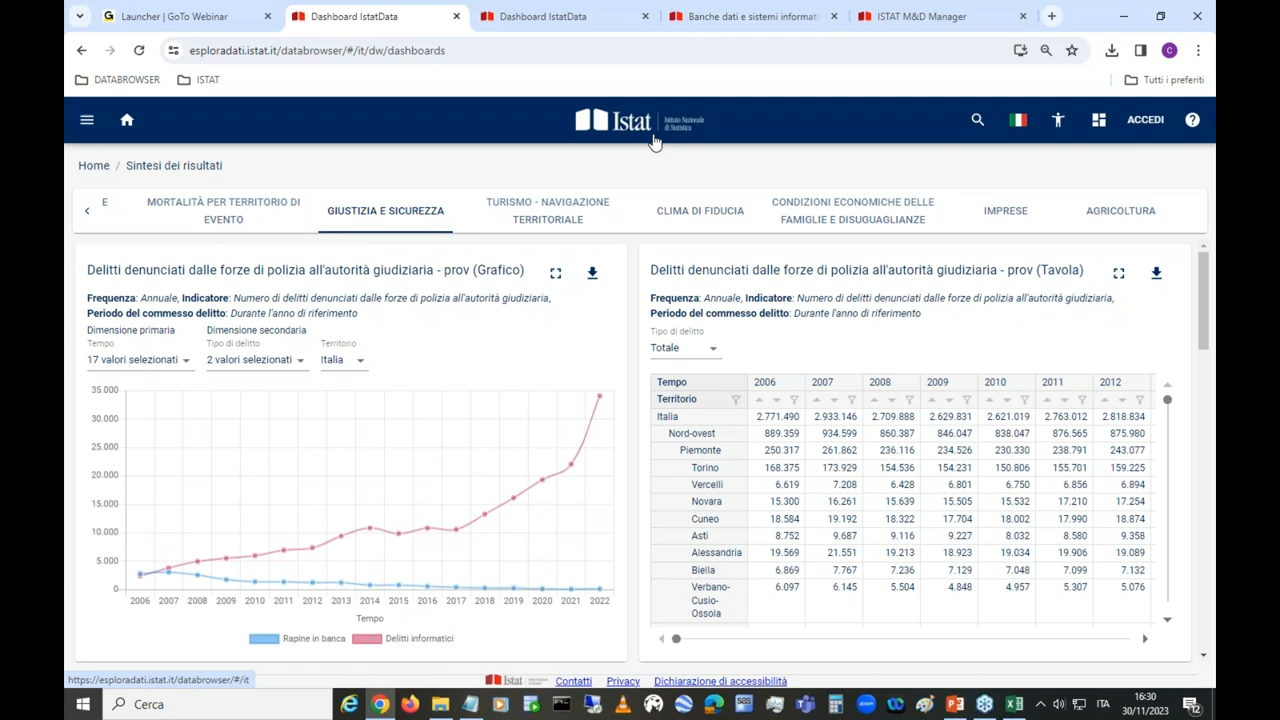 Launcher | GoTo Webinar
Dashboard IstatData
Dashboard IstatData
Banche dati e sistemi informat
ISTAT M&D Manager
esploradati.istat.it/databrowser/#/it/dw/dashboards
C
DATABROWSER
ISTAT
Tutti i preferiti
Istat
Istituto Nazionale
di Statistica
ACCEDI
Home / Sintesi dei risultati
E
MORTALITÀ PER TERRITORIO DI
EVENTO
GIUSTIZIA E SICUREZZA
TURISMO - NAVIGAZIONE
TERRITORIALE
CLIMA DI FIDUCIA
CONDIZIONI ECONOMICHE DELLE
FAMIGLIE E DISUGUAGLIANZE
IMPRESE
AGRICOLTURA
Delitti denunciati dalle forze di polizia all'autorità giudiziaria - prov (Grafico)
Frequenza: Annuale, Indicatore: Numero di delitti denunciati dalle forze di polizia all'autorità giudiziaria,
Periodo del commesso delitto: Durante l'anno di riferimento
Dimensione primaria Dimensione secondaria
Tempo Tipo di delitto Territorio
17 valori selezionati 2 valori selezionati Italia
35.000
30.000
25.000
20.000
15.000
10.000
5.000
0
2006 2007 2008 2009 2010 2011 2012 2013 2014 2015 2016 2017 2018 2019 2020 2021 2022
Tempo
Rapine in banca Delitti informatici
Delitti denunciati dalle forze di polizia all'autorità giudiziaria - prov (Tavola)
Frequenza: Annuale, Indicatore: Numero di delitti denunciati dalle forze di polizia all'autorità giudiziaria,
Periodo del commesso delitto: Durante l'anno di riferimento
Tipo di delitto
Totale
Tempo 2006 2007 2008 2009 2010 2011 2012
Territorio
Italia 2.771.490 2.933.146 2.709.888 2.629.831 2.621.019 2.763.012 2.818.834
Nord-ovest 889.359 934.599 860.387 846.047 838.047 876.565 875.980
Piemonte 250.317 261.862 236.116 234.526 230.330 238.791 243.077
Torino 168.375 173.929 154.536 154.231 150.806 155.701 159.225
Vercelli 6.619 7.208 6.428 6.801 6.750 6.856 6.894
Novara 15.300 16.261 15.639 15.505 15.532 17.210 17.254
Cuneo 18.584 19.192 18.322 17.704 18.002 17.990 18.874
Asti 8.752 9.687 9.116 9.227 8.032 8.580 9.358
Alessandria 19.569 21.551 19.213 18.923 19.034 19.906 19.089
Biella 6.869 7.767 7.236 7.129 7.048 7.099 7.132
Verbano- 6.097 6.145 5.504 4.848 4.957 5.307 5.076
Cusio-
Ossola
https://esploradati.istat.it/databrowser/#/it
Istat
Contatti Privacy Dichiarazione di accessibilità
Cerca
ITA
16:30
30/11/2023